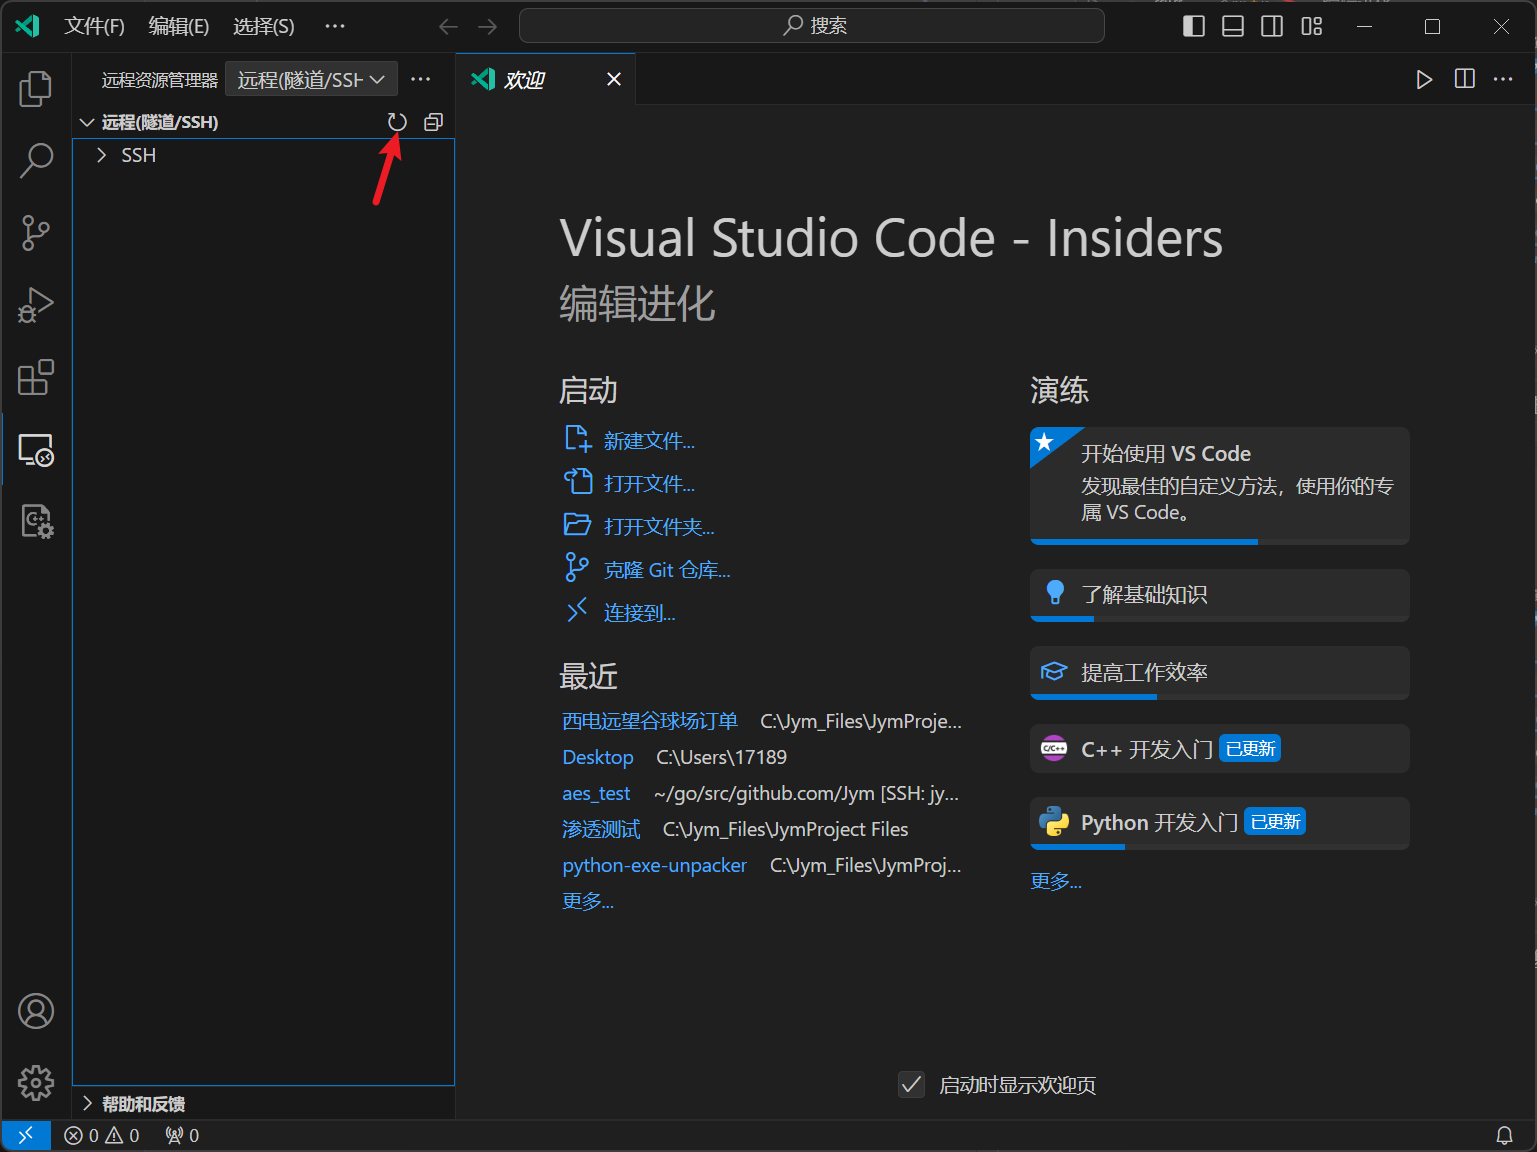 文件(F) 编辑(E) 选择(S) ··· 搜索
远程资源管理器 远程(隧道/SSH ···
欢迎
远程(隧道/SSH)
SSH
Visual Studio Code - Insiders
编辑进化
启动
新建文件...
打开文件...
打开文件夹...
克隆 Git 仓库...
连接到...
最近
西电远望谷球场订单 C:\Jym_Files\JymProje...
Desktop C:\Users\17189
aes_test ~/go/src/github.com/Jym [SSH: jy...
渗透测试 C:\Jym_Files\JymProject Files
python-exe-unpacker C:\Jym_Files\JymProj...
更多...
演练
开始使用 VS Code
发现最佳的自定义方法，使用你的专
属 VS Code。
了解基础知识
提高工作效率
C/C++ C++ 开发入门 已更新
Python 开发入门 已更新
更多...
启动时显示欢迎页
帮助和反馈
0 0 0